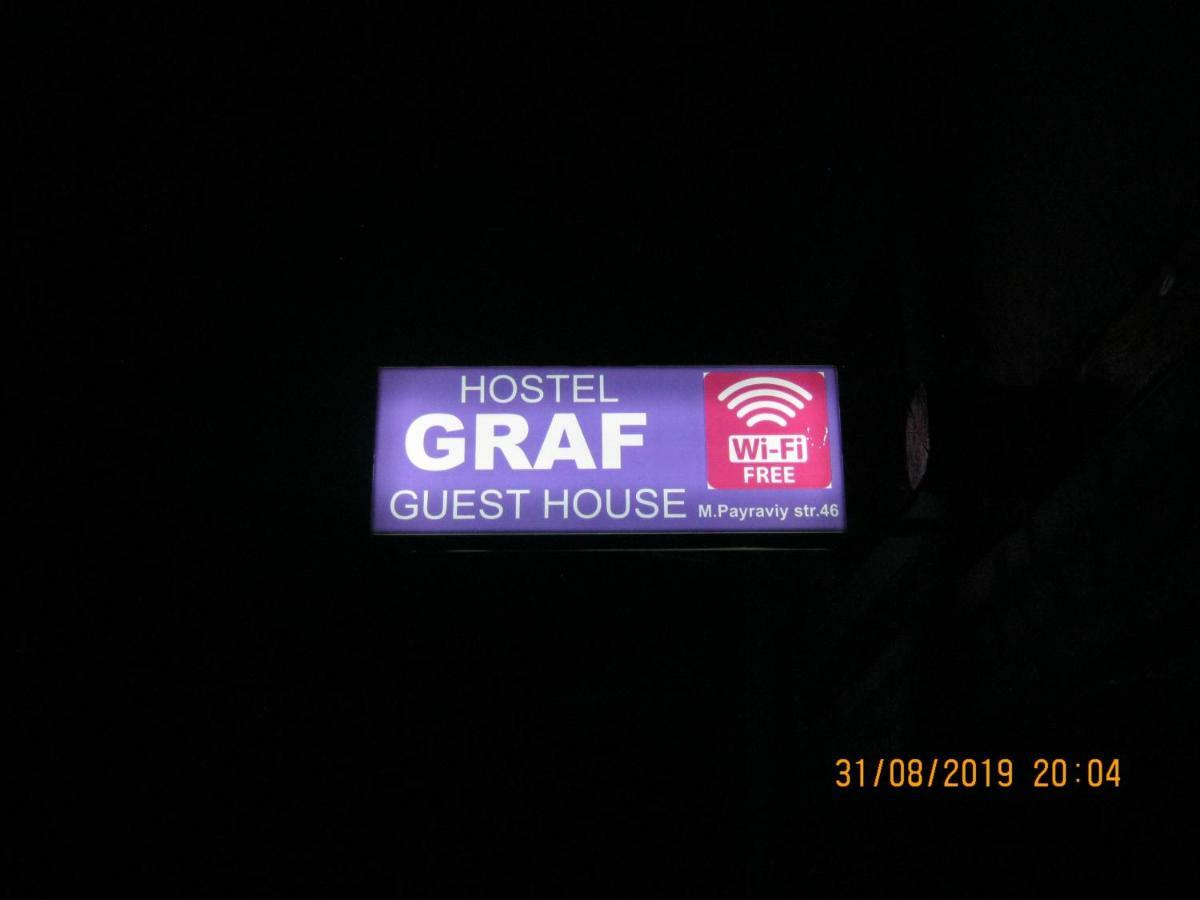 HOSTEL
GRAF
GUEST HOUSE
Wi-Fi
FREE
M.Payraviy str.46
31/08/2019 20:04